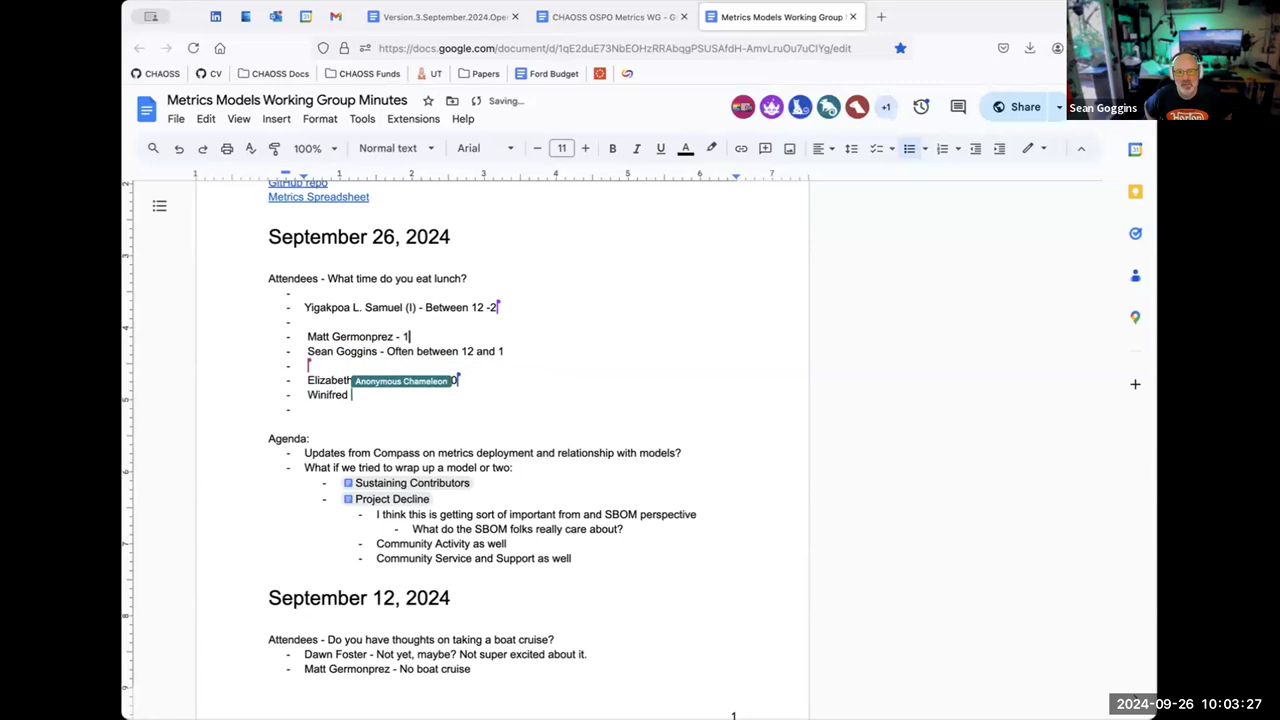 Version.3.September.2024.Ope
CHAOSS OSPO Metrics WG - G
Metrics Models Working Group
https://docs.google.com/document/d/1qE2duE73NbEOHzRRAbqgPSUSAfdH-AmvLruOu7uCIYg/edit
CHAOSS
CV
CHAOSS Docs
CHAOSS Funds
UT
Papers
Ford Budget
Sean Goggins
Metrics Models Working Group Minutes
Saving...
+1
Share
File Edit View Insert Format Tools Extensions Help
100% Normal text Arial 11
GitHub repo
Metrics Spreadsheet
September 26, 2024
Attendees - What time do you eat lunch?
-
- Yigakpoa L. Samuel (I) - Between 12 -2
-
- Matt Germonprez - 1
- Sean Goggins - Often between 12 and 1
-
- Elizabeth Anonymous Chameleon 0
- Winifred
-
Agenda:
- Updates from Compass on metrics deployment and relationship with models?
- What if we tried to wrap up a model or two:
- Sustaining Contributors
- Project Decline
- I think this is getting sort of important from and SBOM perspective
- What do the SBOM folks really care about?
- Community Activity as well
- Community Service and Support as well
September 12, 2024
Attendees - Do you have thoughts on taking a boat cruise?
- Dawn Foster - Not yet, maybe? Not super excited about it.
- Matt Germonprez - No boat cruise
1
2024-09-26 10:03:27